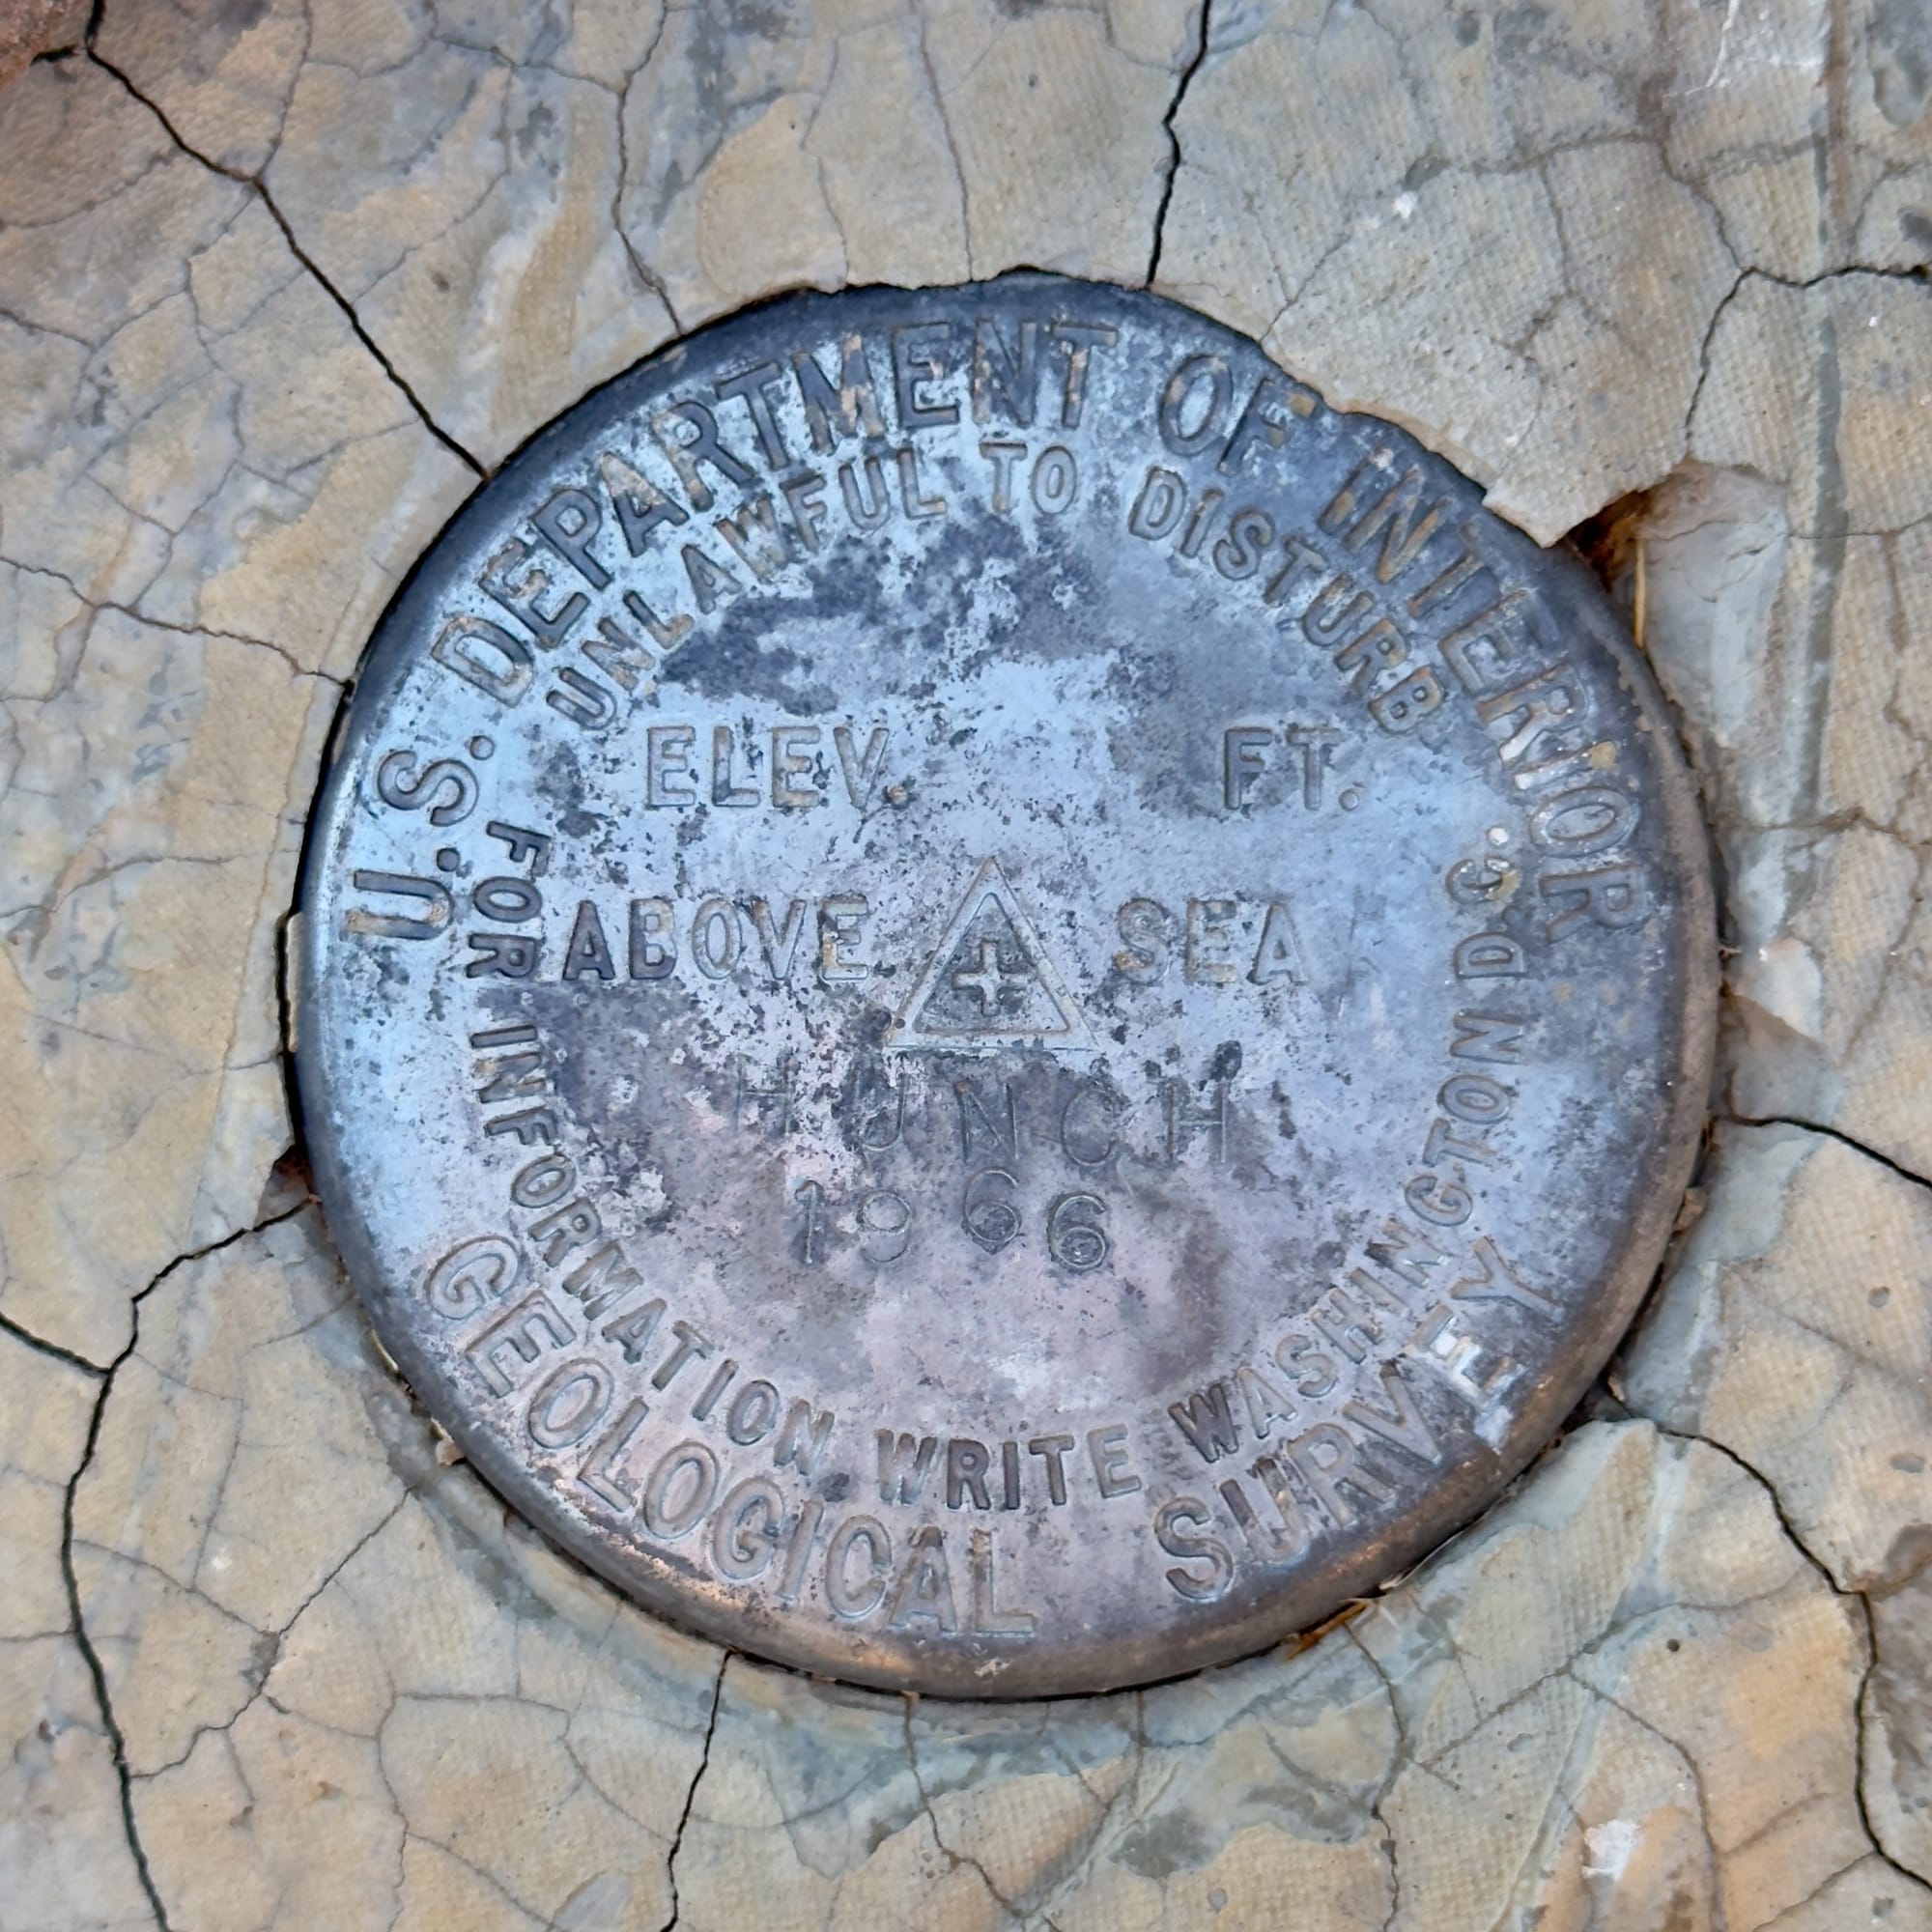 U.S. DEPARTMENT OF INTERIOR
UNLAWFUL TO DISTURB
ELEV. FT.
ABOVE SEA
HUNCH
1966
FOR INFORMATION WRITE WASHINGTON D.C.
GEOLOGICAL SURVEY